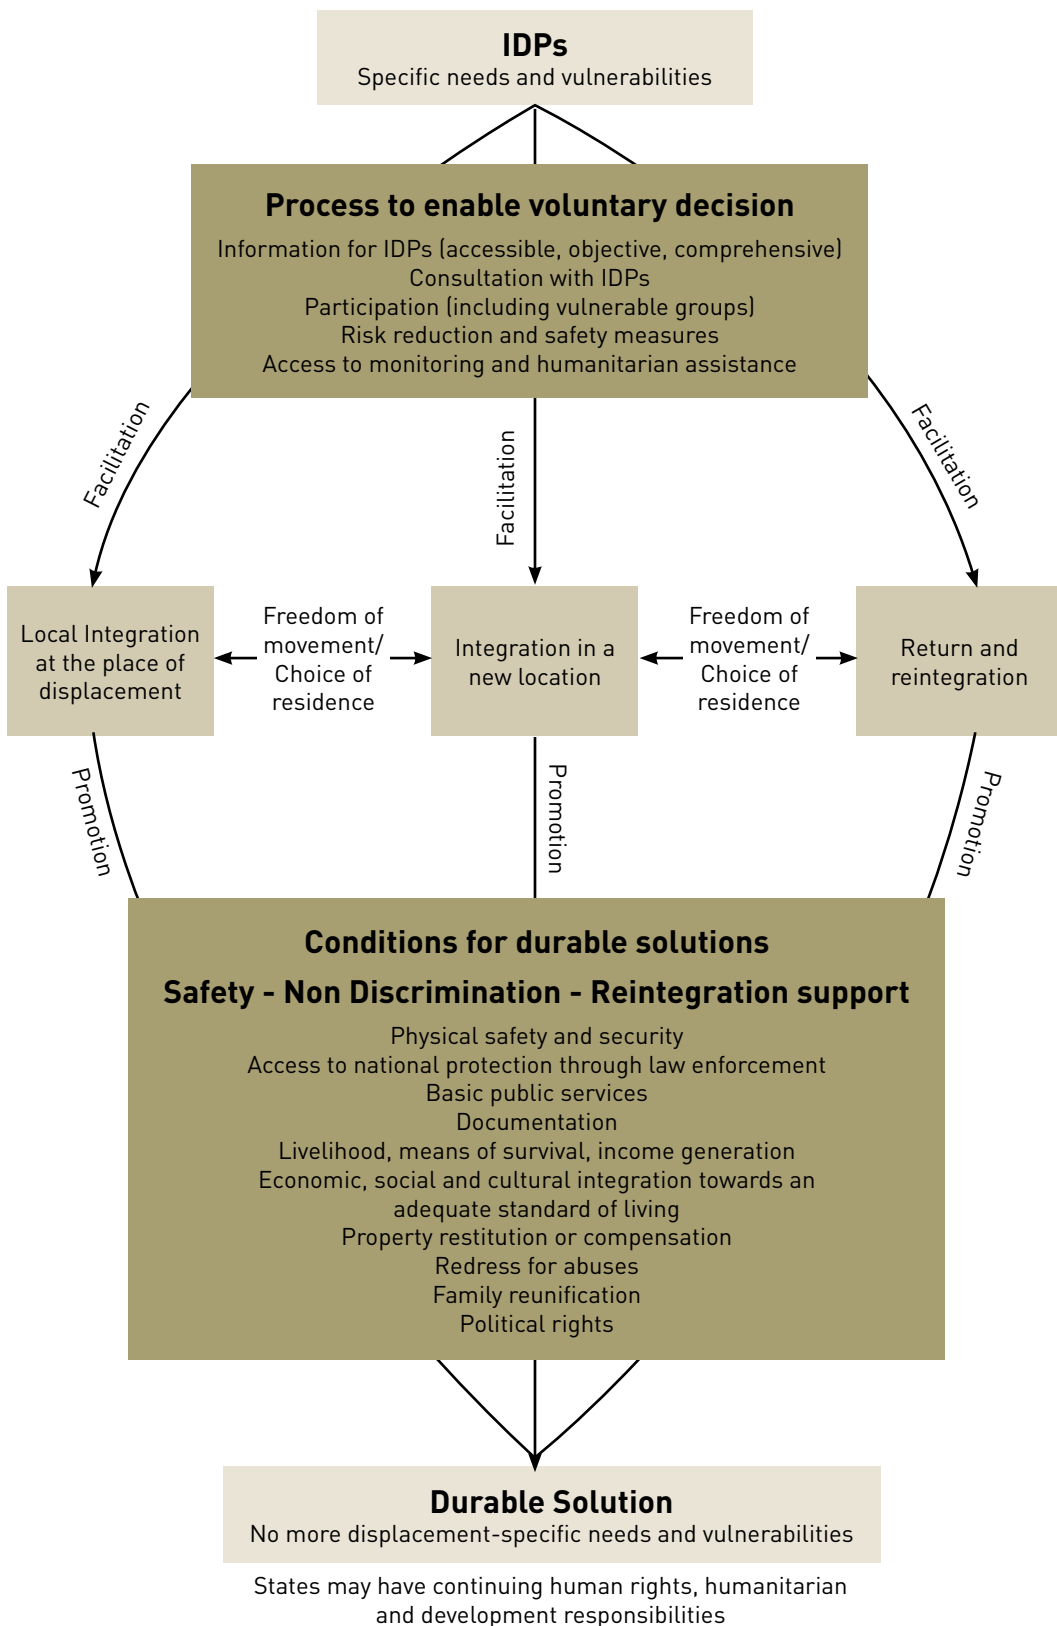 IDPs
Specific needs and vulnerabilities
Process to enable voluntary decision
Information for IDPs (accessible, objective, comprehensive)
Consultation with IDPs
Participation (including vulnerable groups)
Risk reduction and safety measures
Access to monitoring and humanitarian assistance
Facilitation
Facilitation
Facilitation
Local Integration
at the place of
displacement
Freedom of
movement/
Choice of
residence
Integration in a
new location
Freedom of
movement/
Choice of
residence
Return and
reintegration
Promotion
Promotion
Promotion
Conditions for durable solutions
Safety - Non Discrimination - Reintegration support
Physical safety and security
Access to national protection through law enforcement
Basic public services
Documentation
Livelihood, means of survival, income generation
Economic, social and cultural integration towards an
adequate standard of living
Property restitution or compensation
Redress for abuses
Family reunification
Political rights
Durable Solution
No more displacement-specific needs and vulnerabilities
States may have continuing human rights, humanitarian
and development responsibilities